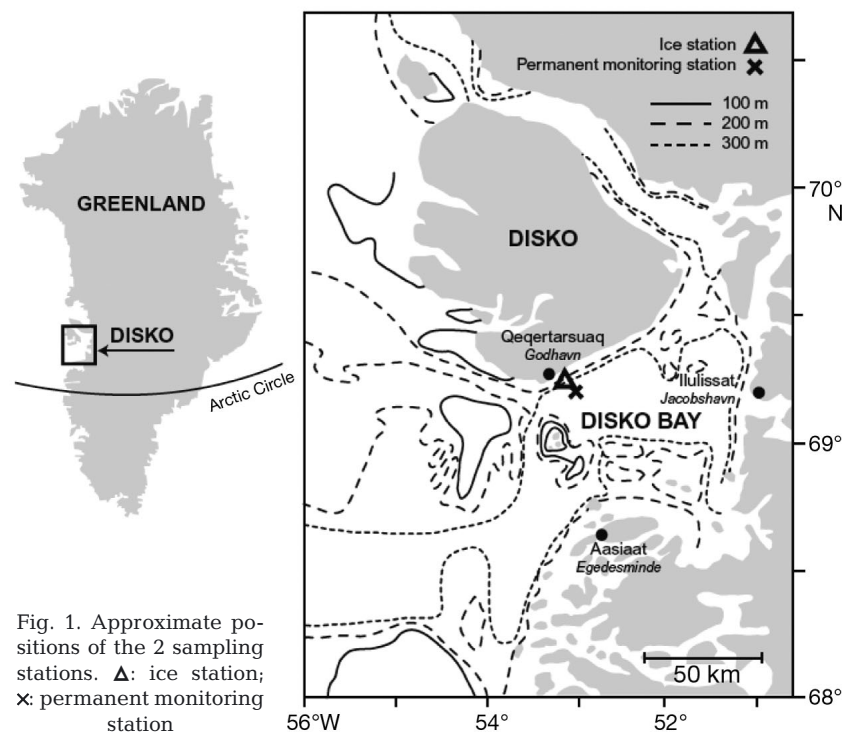 GREENLAND
DISKO
Arctic Circle
Fig. 1. Approximate po-
sitions of the 2 sampling
stations. Δ: ice station;
×: permanent monitoring
station
Ice station Δ
Permanent monitoring station ×
100 m
200 m
300 m
70°
N
DISKO
Qeqertarsuaq
Godhavn
Ilulissat
Jacobshavn
DISKO BAY
69°
Aasiaat
Egedesminde
50 km
68°
56°W
54°
52°